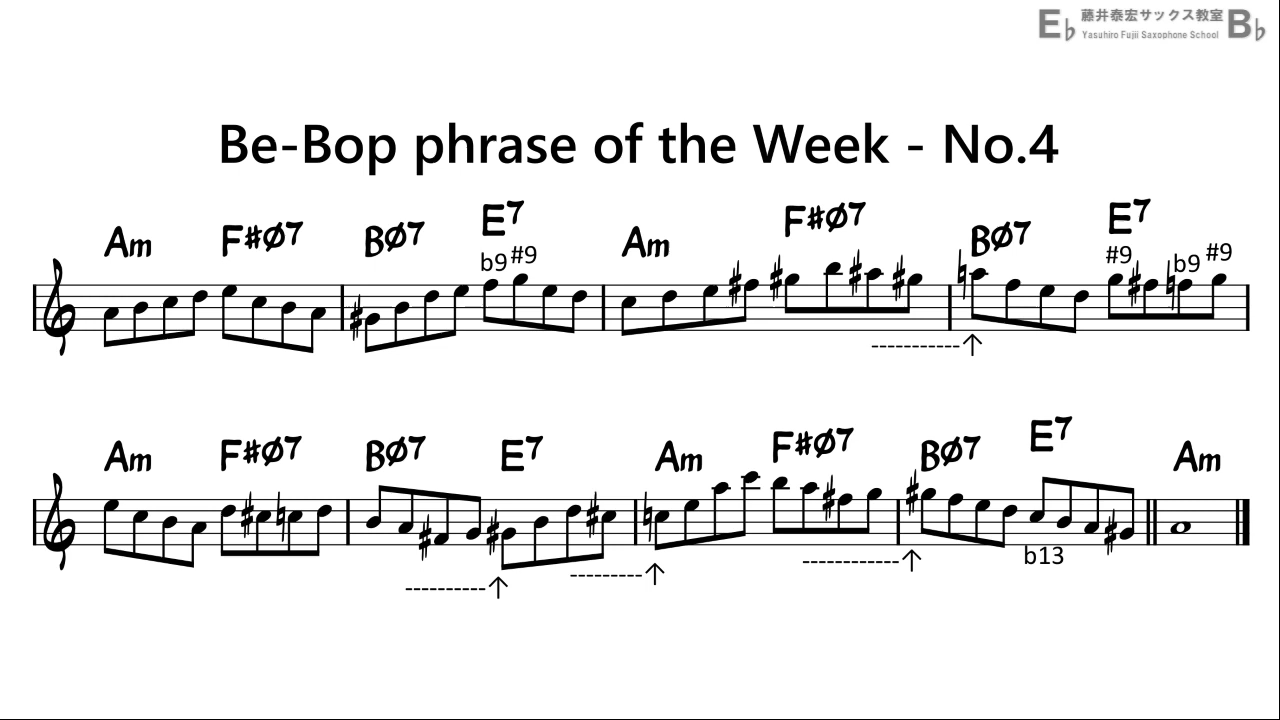 E♭ 藤井泰宏サックス教室 B♭
Yasuhiro Fujii Saxophone School
Be-Bop phrase of the Week - No.4
Am F#ø7 Bø7 E7 Am F#ø7 Bø7 E7
b9 #9 #9 b9 #9
Am F#ø7 Bø7 E7 Am F#ø7 Bø7 E7 Am
b13